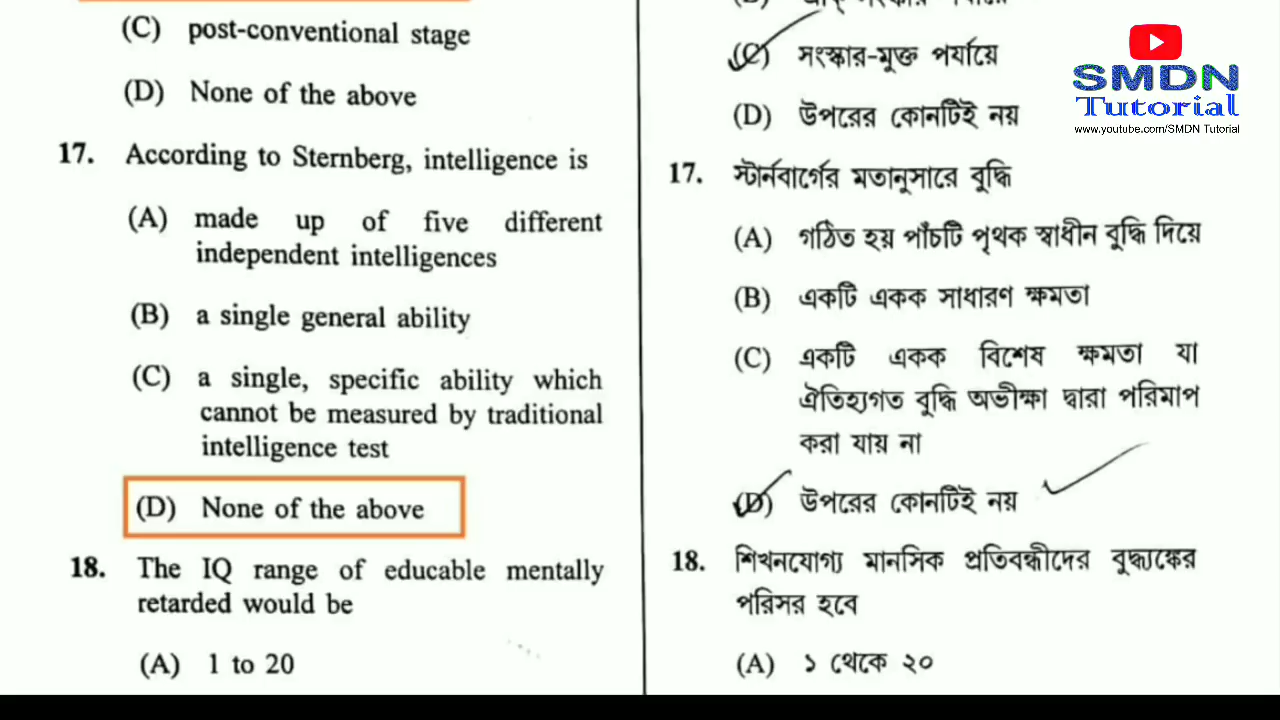 (C) post-conventional stage
(D) None of the above
17. According to Sternberg, intelligence is
(A) made up of five different
independent intelligences
(B) a single general ability
(C) a single, specific ability which
cannot be measured by traditional
intelligence test
(D) None of the above
18. The IQ range of educable mentally
retarded would be
(A) 1 to 20
(C) সংস্কার-মুক্ত পর্যায়ে
(D) উপরের কোনটিই নয়
17. স্টার্নবার্গের মতানুসারে বুদ্ধি
(A) গঠিত হয় পাঁচটি পৃথক স্বাধীন বুদ্ধি দিয়ে
(B) একটি একক সাধারণ ক্ষমতা
(C) একটি একক বিশেষ ক্ষমতা যা
ঐতিহ্যগত বুদ্ধি অভীক্ষা দ্বারা পরিমাপ
করা যায় না
(D) উপরের কোনটিই নয়
18. শিখনযোগ্য মানসিক প্রতিবন্ধীদের বুদ্ধ্যঙ্কের
পরিসর হবে
(A) ১ থেকে ২০
SMDN
Tutorial
www.youtube.com/SMDN Tutorial